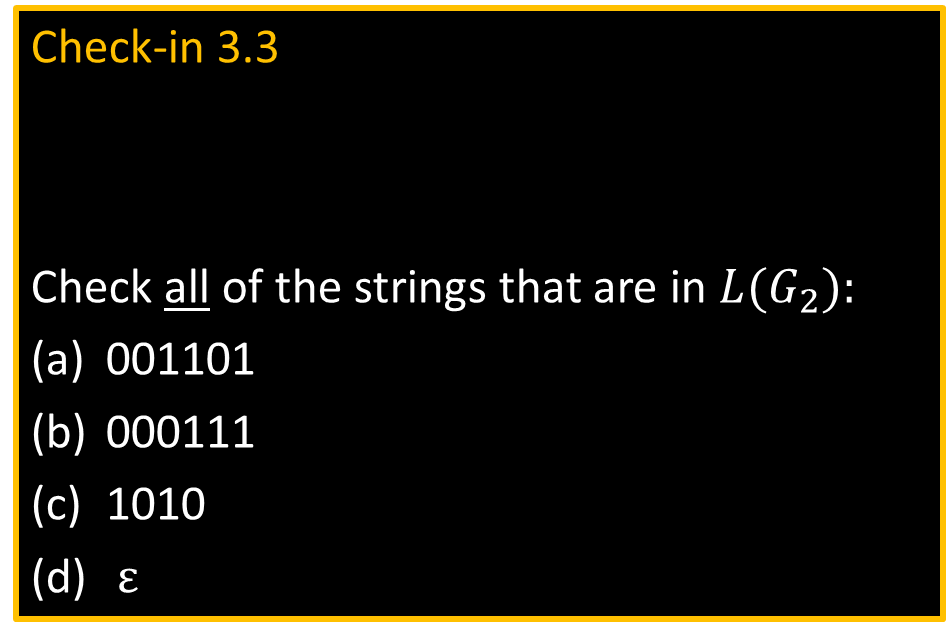 Check-in 3.3
Check all of the strings that are in L(G₂):
(a) 001101
(b) 000111
(c) 1010
(d) ε